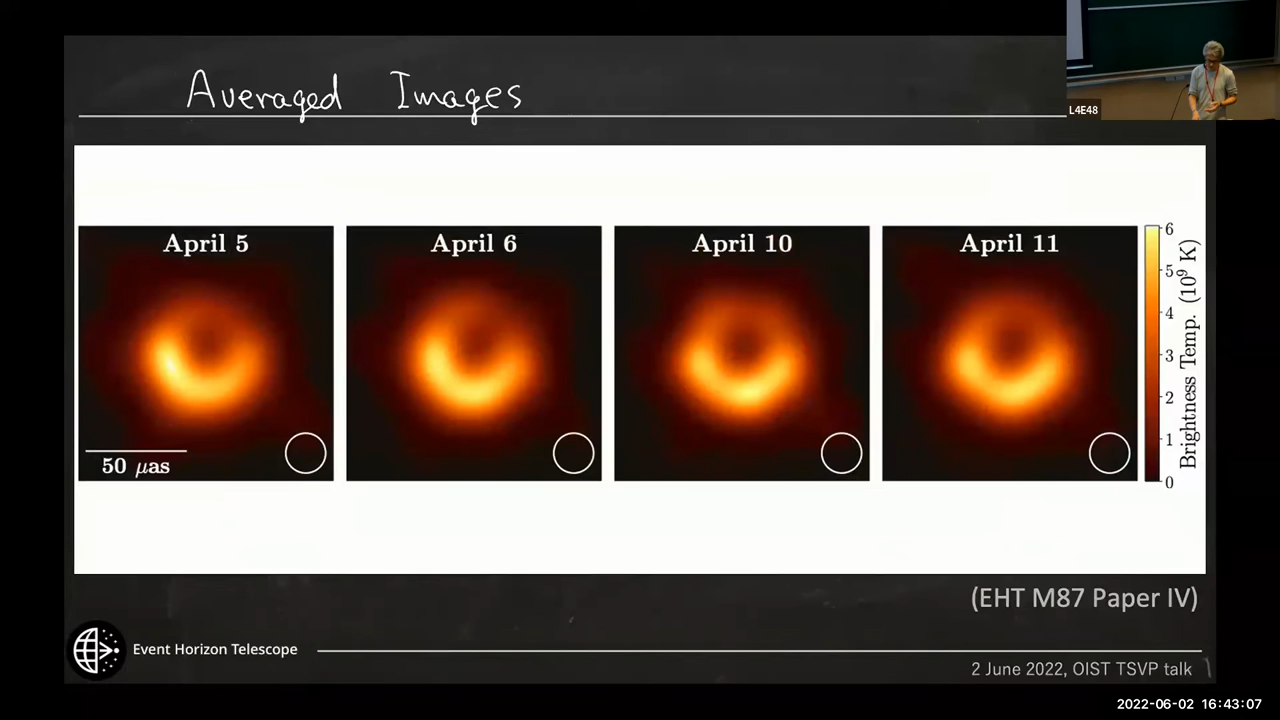 Averaged Images
L4E48
April 5
April 6
April 10
April 11
50 μas
6
5
4
3
2
1
0
Brightness Temp. (10⁹ K)
(EHT M87 Paper IV)
Event Horizon Telescope
2 June 2022, OIST TSVP talk
2022-06-02 16:43:07